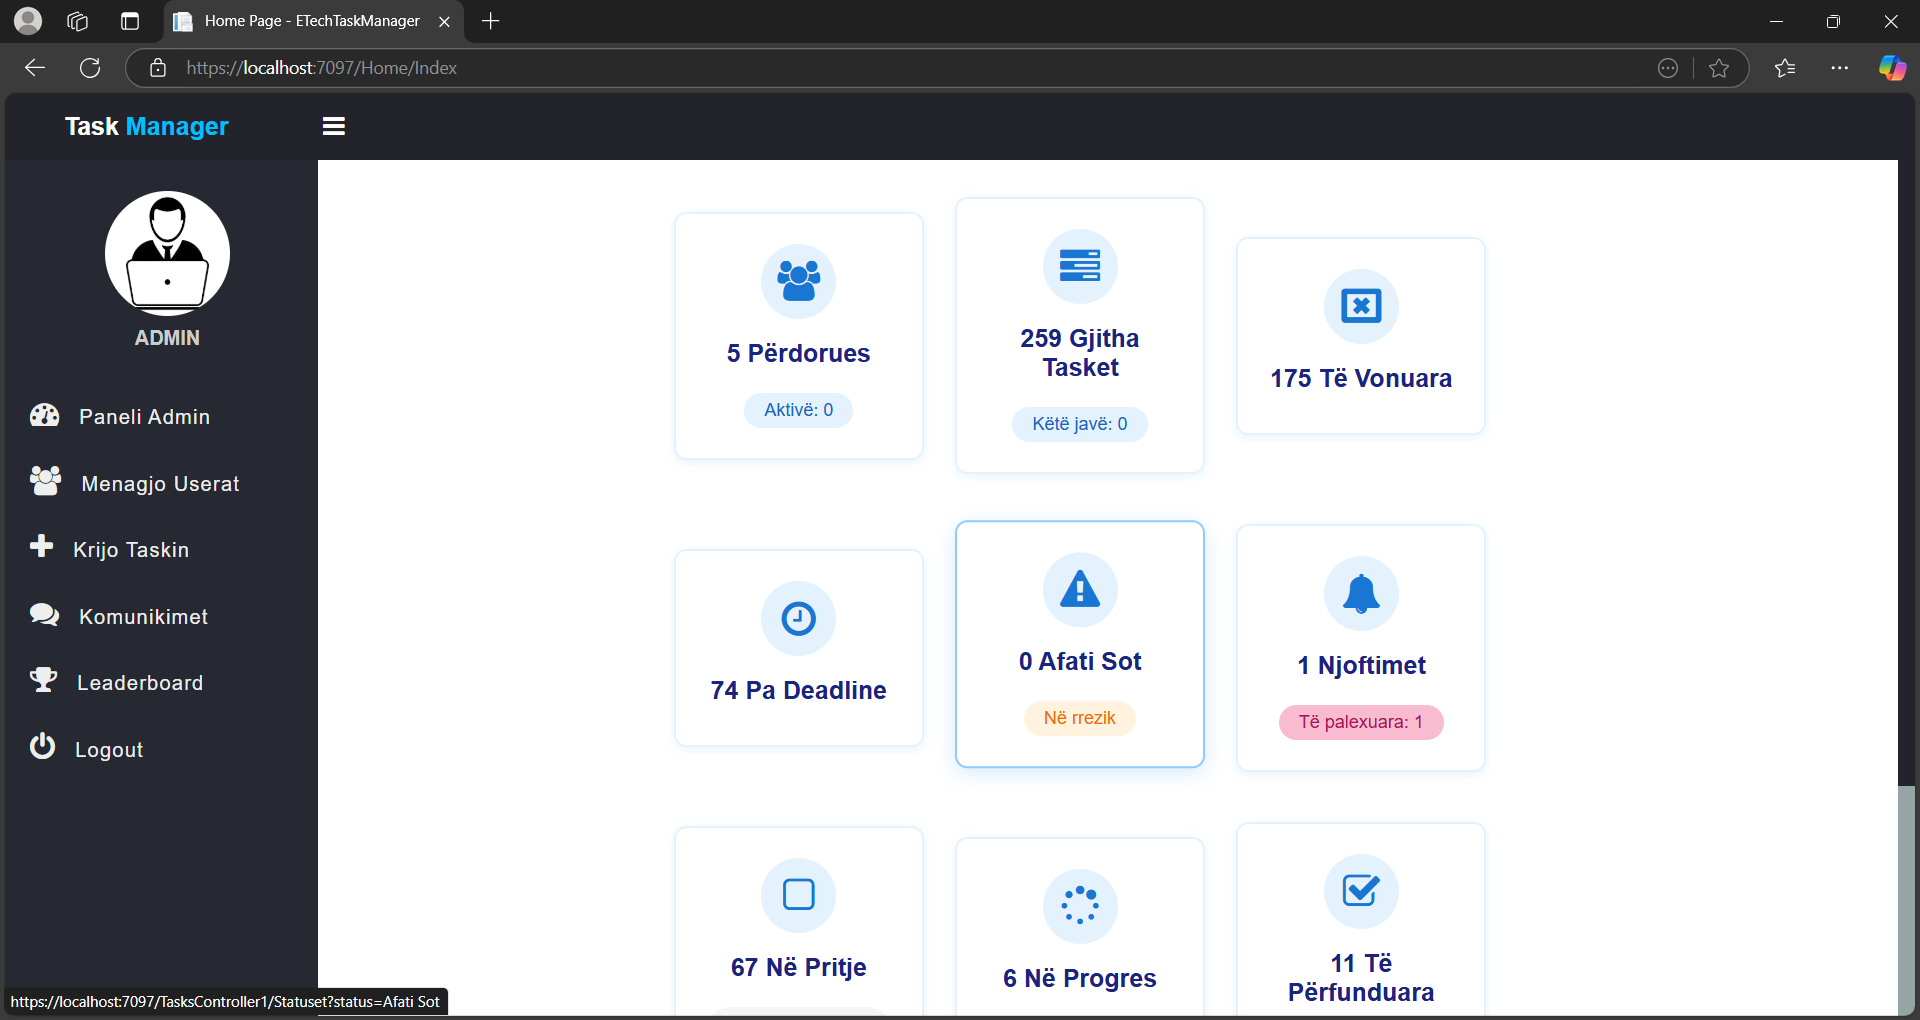 Home Page - ETechTaskManager
https://localhost:7097/Home/Index
Task Manager
ADMIN
Paneli Admin
Menagjo Userat
Krijo Taskin
Komunikimet
Leaderboard
Logout
5 Përdorues
Aktivë: 0
259 Gjitha
Tasket
Këtë javë: 0
175 Të Vonuara
74 Pa Deadline
0 Afati Sot
Në rrezik
1 Njoftimet
Të palexuara: 1
67 Në Pritje
6 Në Progres
11 Të
Përfunduara
https://localhost:7097/TasksController1/Statuset?status=Afati Sot